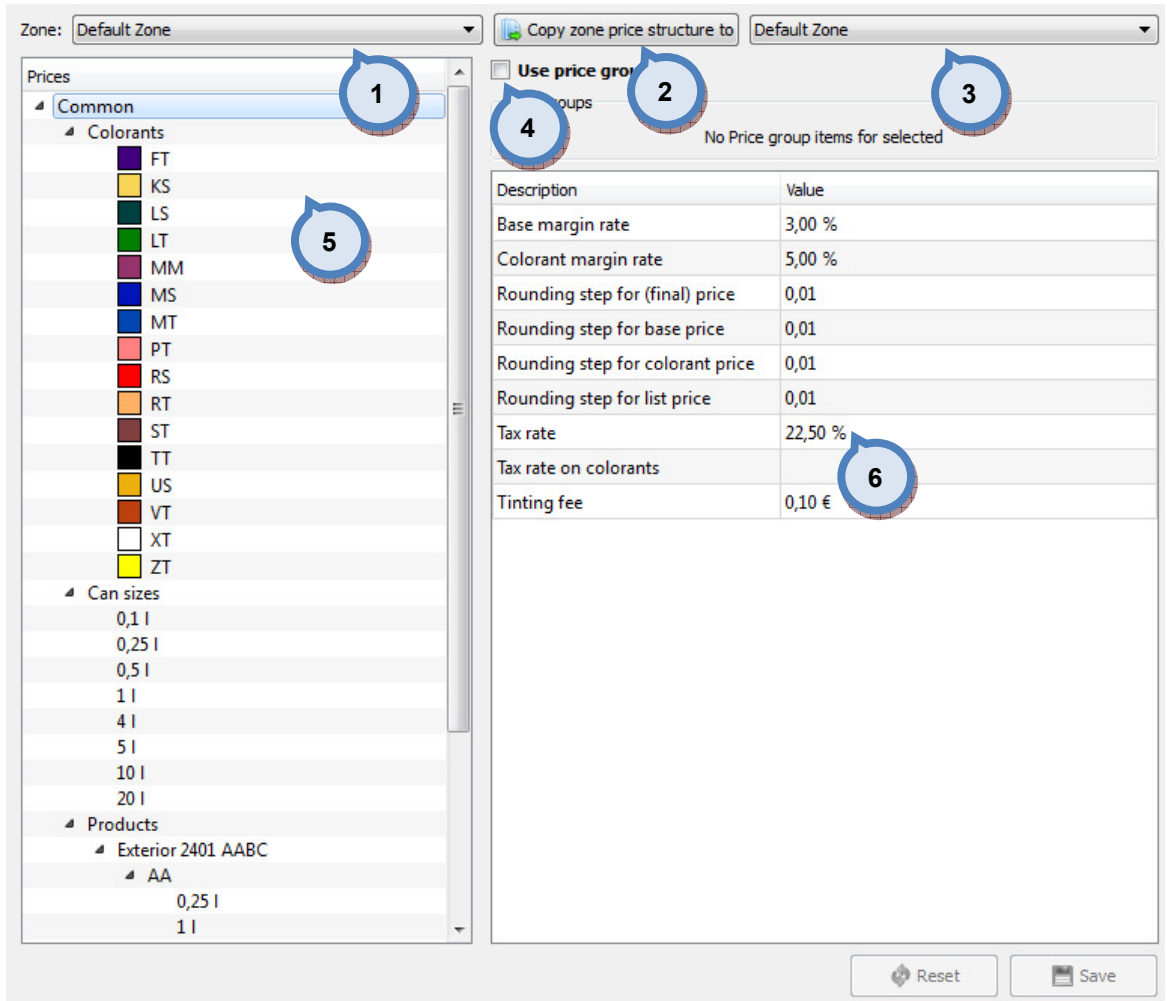 Zone: Default Zone Copy zone price structure to Default Zone
Prices
Common
Colorants
FT
KS
LS
LT
MM
MS
MT
PT
RS
RT
ST
TT
US
VT
XT
ZT
Can sizes
0,1 l
0,25 l
0,5 l
1 l
4 l
5 l
10 l
20 l
Products
Exterior 2401 AABC
AA
0,25 l
1 l
1
5
2
3
Use price
4
No Price group items for selected
Description Value
Base margin rate 3,00 %
Colorant margin rate 5,00 %
Rounding step for (final) price 0,01
Rounding step for base price 0,01
Rounding step for colorant price 0,01
Rounding step for list price 0,01
Tax rate 22,50 %
Tax rate on colorants
6
Tinting fee 0,10 €
Reset Save